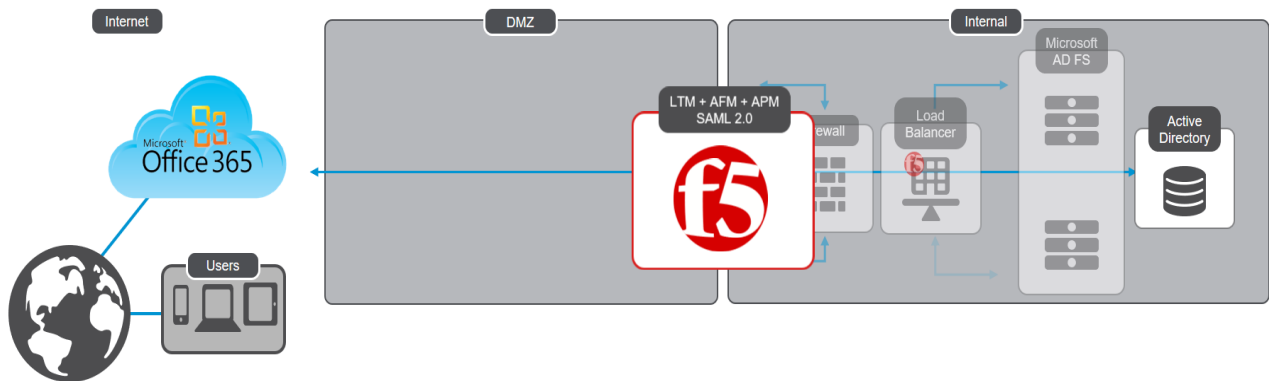 Internet
DMZ
Internal
Microsoft
AD FS
LTM + AFM + APM
SAML 2.0
Load
Balancer
Active
Directory
Microsoft
Office 365
f5
f5
Users